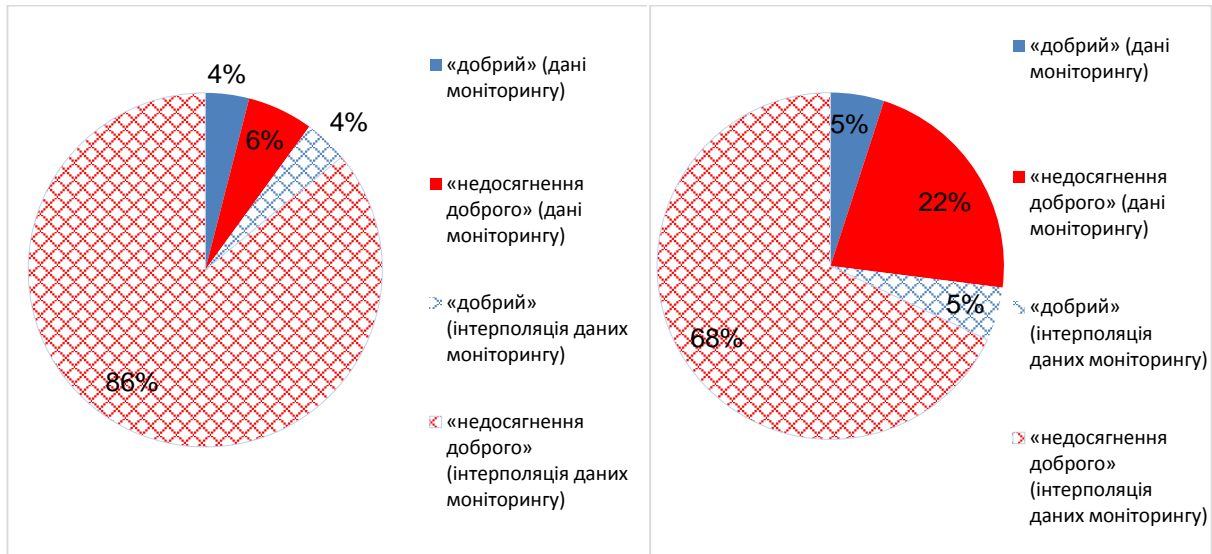 4%
6%
4%
86%
«добрий» (дані
моніторингу)
«недосягнення
доброго» (дані
моніторингу)
«добрий»
(інтерполяція даних
моніторингу)
«недосягнення
доброго»
(інтерполяція даних
моніторингу)
5%
22%
5%
68%
«добрий» (дані
моніторингу)
«недосягнення
доброго» (дані
моніторингу)
«добрий»
(інтерполяція
даних моніторингу)
«недосягнення
доброго»
(інтерполяція
даних моніторингу)